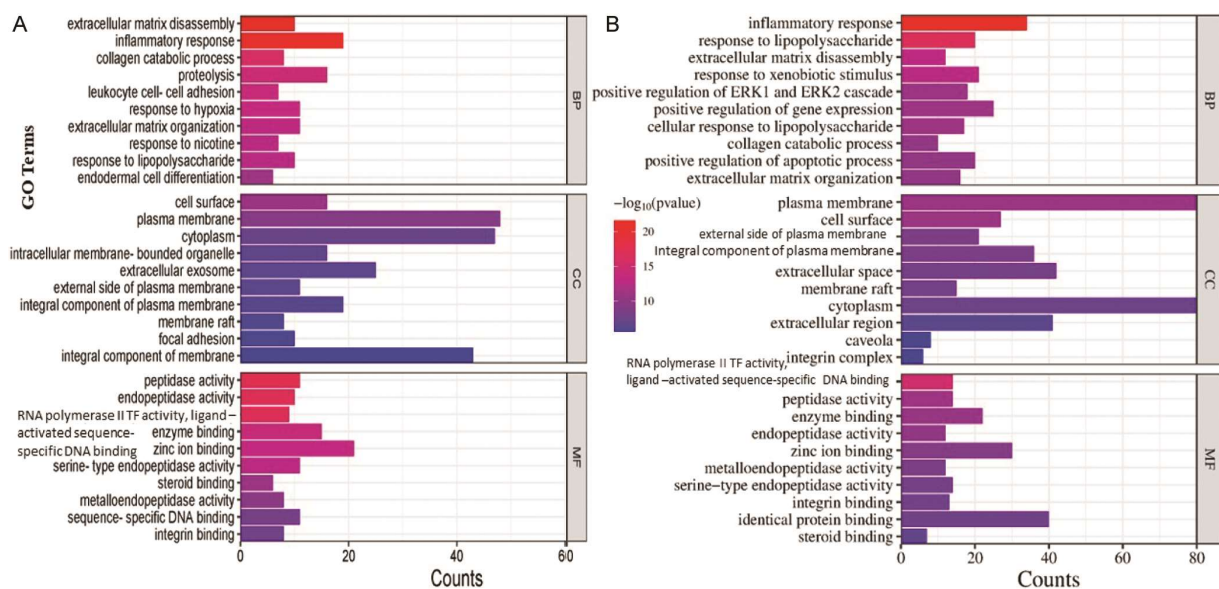 A
GO Terms
extracellular matrix disassembly
inflammatory response
collagen catabolic process
proteolysis
leukocyte cell- cell adhesion
response to hypoxia
extracellular matrix organization
response to nicotine
response to lipopolysaccharide
endodermal cell differentiation
BP
cell surface
plasma membrane
cytoplasm
intracellular membrane- bounded organelle
extracellular exosome
external side of plasma membrane
integral component of plasma membrane
membrane raft
focal adhesion
integral component of membrane
CC
peptidase activity
endopeptidase activity
RNA polymerase II TF activity, ligand –
activated sequence-
specific DNA binding
enzyme binding
zinc ion binding
serine- type endopeptidase activity
steroid binding
metalloendopeptidase activity
sequence- specific DNA binding
integrin binding
MF
0 20 40 60
Counts
B
inflammatory response
response to lipopolysaccharide
extracellular matrix disassembly
response to xenobiotic stimulus
positive regulation of ERK1 and ERK2 cascade
positive regulation of gene expression
cellular response to lipopolysaccharide
collagen catabolic process
positive regulation of apoptotic process
extracellular matrix organization
BP
−log10(pvalue)
20
15
10
plasma membrane
cell surface
external side of plasma membrane
Integral component of plasma membrane
extracellular space
membrane raft
cytoplasm
extracellular region
caveola
integrin complex
CC
RNA polymerase II TF activity,
ligand –activated sequence-specific DNA binding
peptidase activity
enzyme binding
endopeptidase activity
zinc ion binding
metalloendopeptidase activity
serine−type endopeptidase activity
integrin binding
identical protein binding
steroid binding
MF
0 20 40 60 80
Counts